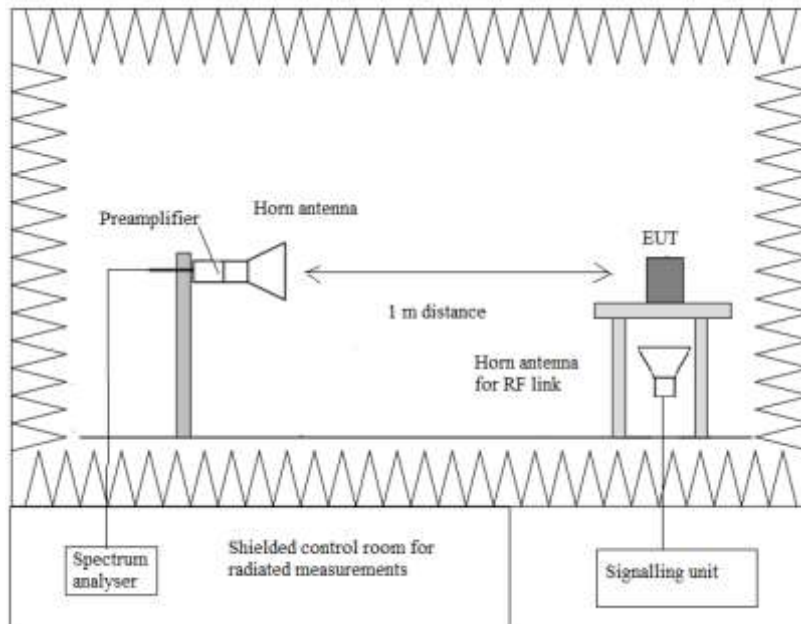 Preamplifier
Horn antenna
EUT
1 m distance
Horn antenna
for RF link
Spectrum
analyser
Shielded control room for
radiated measurements
Signalling unit